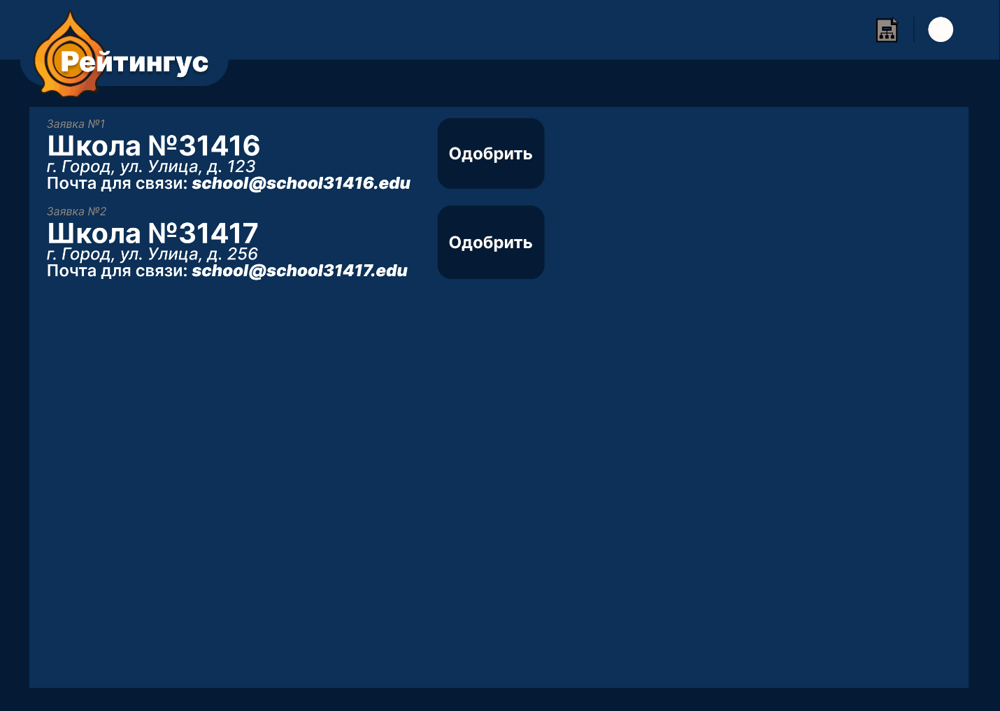 Рейтингус
Заявка №1
Школа №31416
г. Город, ул. Улица, д. 123
Почта для связи: school@school31416.edu
Одобрить
Заявка №2
Школа №31417
г. Город, ул. Улица, д. 256
Почта для связи: school@school31417.edu
Одобрить